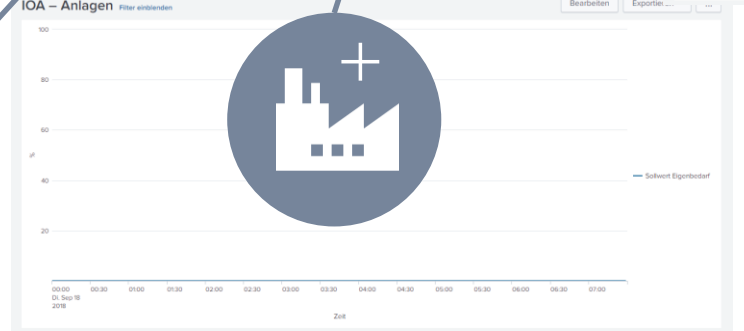 IOA – Anlagen Filter einblenden
Bearbeiten
...
100
80
60
%
40
20
Sollwert Eigenbedarf
00:00 00:30 01:00 01:30 02:00 02:30 03:00 03:30 04:00 04:30 05:00 05:30 06:00 06:30 07:00
Di. Sep 18
2018
Zeit